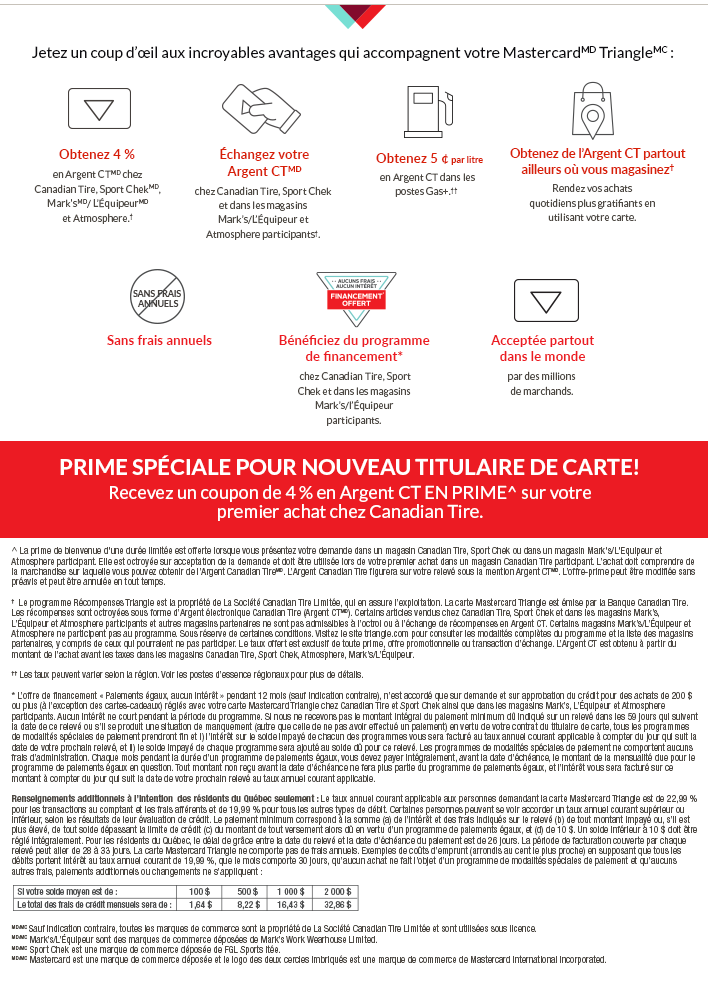 Jetez un coup d'œil aux incroyables avantages qui accompagnent votre Mastercardᴹᴰ Triangleᴹᶜ :
Obtenez 4 %
en Argent CTᴹᴰ chez
Canadian Tire, Sport Chekᴹᴰ,
Mark'sᴹᴰ/ L'Équipeurᴹᴰ
et Atmosphere.†
Échangez votre
Argent CTᴹᴰ
chez Canadian Tire, Sport Chek
et dans les magasins
Mark's/L'Équipeur et
Atmosphere participants†.
Obtenez 5 ¢ par litre
en Argent CT dans les
postes Gas+.††
Obtenez de l'Argent CT partout
ailleurs où vous magasinez†
Rendez vos achats
quotidiens plus gratifiants en
utilisant votre carte.
SANS FRAIS
ANNUELS
Sans frais annuels
AUCUNS FRAIS
AUCUN INTÉRÊT
FINANCEMENT
OFFERT
Bénéficiez du programme
de financement*
chez Canadian Tire, Sport
Chek et dans les magasins
Mark's/l'Équipeur
participants.
Acceptée partout
dans le monde
par des millions
de marchands.
PRIME SPÉCIALE POUR NOUVEAU TITULAIRE DE CARTE!
Recevez un coupon de 4 % en Argent CT EN PRIME^ sur votre
premier achat chez Canadian Tire.
^ La prime de bienvenue d'une durée limitée est offerte lorsque vous présentez votre demande dans un magasin Canadian Tire, Sport Chek ou dans un magasin Mark's/L'Equipeur et
Atmosphere participant. Elle est octroyée sur acceptation de la demande et doit être utilisée lors de votre premier achat dans un magasin Canadian Tire participant. L'achat doit comprendre de
la marchandise sur laquelle vous pouvez obtenir de l'Argent Canadian Tireᴹᴰ. L'Argent Canadian Tire figurera sur votre relevé sous la mention Argent CTᴹᴰ. L'offre-prime peut être modifiée sans
préavis et peut être annulée en tout temps.
† Le programme Récompenses Triangle est la propriété de La Société Canadian Tire Limitée, qui en assure l'exploitation. La carte Mastercard Triangle est émise par la Banque Canadian Tire.
Les récompenses sont octroyées sous forme d'Argent électronique Canadian Tire (Argent CTᴹᴰ). Certains articles vendus chez Canadian Tire, Sport Chek et dans les magasins Mark's,
L'Équipeur et Atmosphere participants et autres magasins partenaires ne sont pas admissibles à l'octroi ou à l'échange de récompenses en Argent CT. Certains magasins Mark's/L'Équipeur et
Atmosphere ne participent pas au programme. Sous réserve de certaines conditions. Visitez le site triangle.com pour consulter les modalités complètes du programme et la liste des magasins
partenaires, y compris de ceux qui pourraient ne pas participer. Le taux offert est exclusif de toute prime, offre promotionnelle ou transaction d'échange. L'Argent CT est obtenu à partir du
montant de l'achat avant les taxes dans les magasins Canadian Tire, Sport Chek, Atmosphere, Mark's/L'Équipeur.
†† Les taux peuvent varier selon la région. Voir les postes d'essence régionaux pour plus de détails.
* L'offre de financement « Paiements égaux, aucun intérêt » pendant 12 mois (sauf indication contraire), n'est accordé que sur demande et sur approbation du crédit pour des achats de 200 $
ou plus (à l'exception des cartes-cadeaux) réglés avec votre carte Mastercard Triangle chez Canadian Tire et Sport Chek ainsi que dans les magasins Mark's, L'Équipeur et Atmosphere
participants. Aucun intérêt ne court pendant la période du programme. Si nous ne recevons pas le montant intégral du paiement minimum dû indiqué sur un relevé dans les 59 jours qui suivent
la date de ce relevé ou s'il se produit une situation de manquement (autre que celle de ne pas avoir effectué un paiement) en vertu de votre contrat du titulaire de carte, tous les programmes
de modalités spéciales de paiement prendront fin et i) l'intérêt sur le solde impayé de chacun des programmes vous sera facturé au taux annuel courant applicable à compter du jour qui suit la
date de votre prochain relevé, et ii) le solde impayé de chaque programme sera ajouté au solde dû pour ce relevé. Les programmes de modalités spéciales de paiement ne comportent aucuns
frais d'administration. Chaque mois pendant la durée d'un programme de paiements égaux, vous devez payer intégralement, avant la date d'échéance, le montant de la mensualité due pour le
programme de paiements égaux en question. Tout montant non reçu avant la date d'échéance ne fera plus partie du programme de paiements égaux, et l'intérêt vous sera facturé sur ce
montant à compter du jour qui suit la date de votre prochain relevé au taux annuel courant applicable.
Renseignements additionnels à l'intention des résidents du Québec seulement : Le taux annuel courant applicable aux personnes demandant la carte Mastercard Triangle est de 22,99 %
pour les transactions au comptant et les frais afférents et de 19,99 % pour tous les autres types de débit. Certaines personnes peuvent se voir accorder un taux annuel courant supérieur ou
inférieur, selon les résultats de leur évaluation de crédit. Le paiement minimum correspond à la somme (a) de l'intérêt et des frais indiqués sur le relevé (b) de tout montant impayé ou, s'il est
plus élevé, de tout solde dépassant la limite de crédit (c) du montant de tout versement alors dû en vertu d'un programme de paiements égaux, et (d) de 10 $. Un solde inférieur à 10 $ doit être
réglé intégralement. Pour les résidents du Québec, le délai de grâce entre la date du relevé et la date d'échéance du paiement est de 26 jours. La période de facturation couverte par chaque
relevé peut aller de 28 à 33 jours. La carte Mastercard Triangle ne comporte pas de frais annuels. Exemples de coûts d'emprunt (arrondis au cent le plus proche) en supposant que tous les
débits portent intérêt au taux annuel courant de 19,99 %, que le mois comporte 30 jours, qu'aucun achat ne fait l'objet d'un programme de modalités spéciales de paiement et qu'aucuns
autres frais, paiements additionnels ou changements ne s'appliquent :
Si votre solde moyen est de : 100 $ 500 $ 1 000 $ 2 000 $
Le total des frais de crédit mensuels sera de : 1,64 $ 8,22 $ 16,43 $ 32,86 $
ᴹᴰ/ᴹᶜ Sauf indication contraire, toutes les marques de commerce sont la propriété de La Société Canadian Tire Limitée et sont utilisées sous licence.
ᴹᴰ/ᴹᶜ Mark's/L'Équipeur sont des marques de commerce déposées de Mark's Work Wearhouse Limited.
ᴹᴰ/ᴹᶜ Sport Chek est une marque de commerce déposée de FGL Sports ltée.
ᴹᴰ/ᴹᶜ Mastercard est une marque de commerce déposée et le logo des deux cercles imbriqués est une marque de commerce de Mastercard International Incorporated.